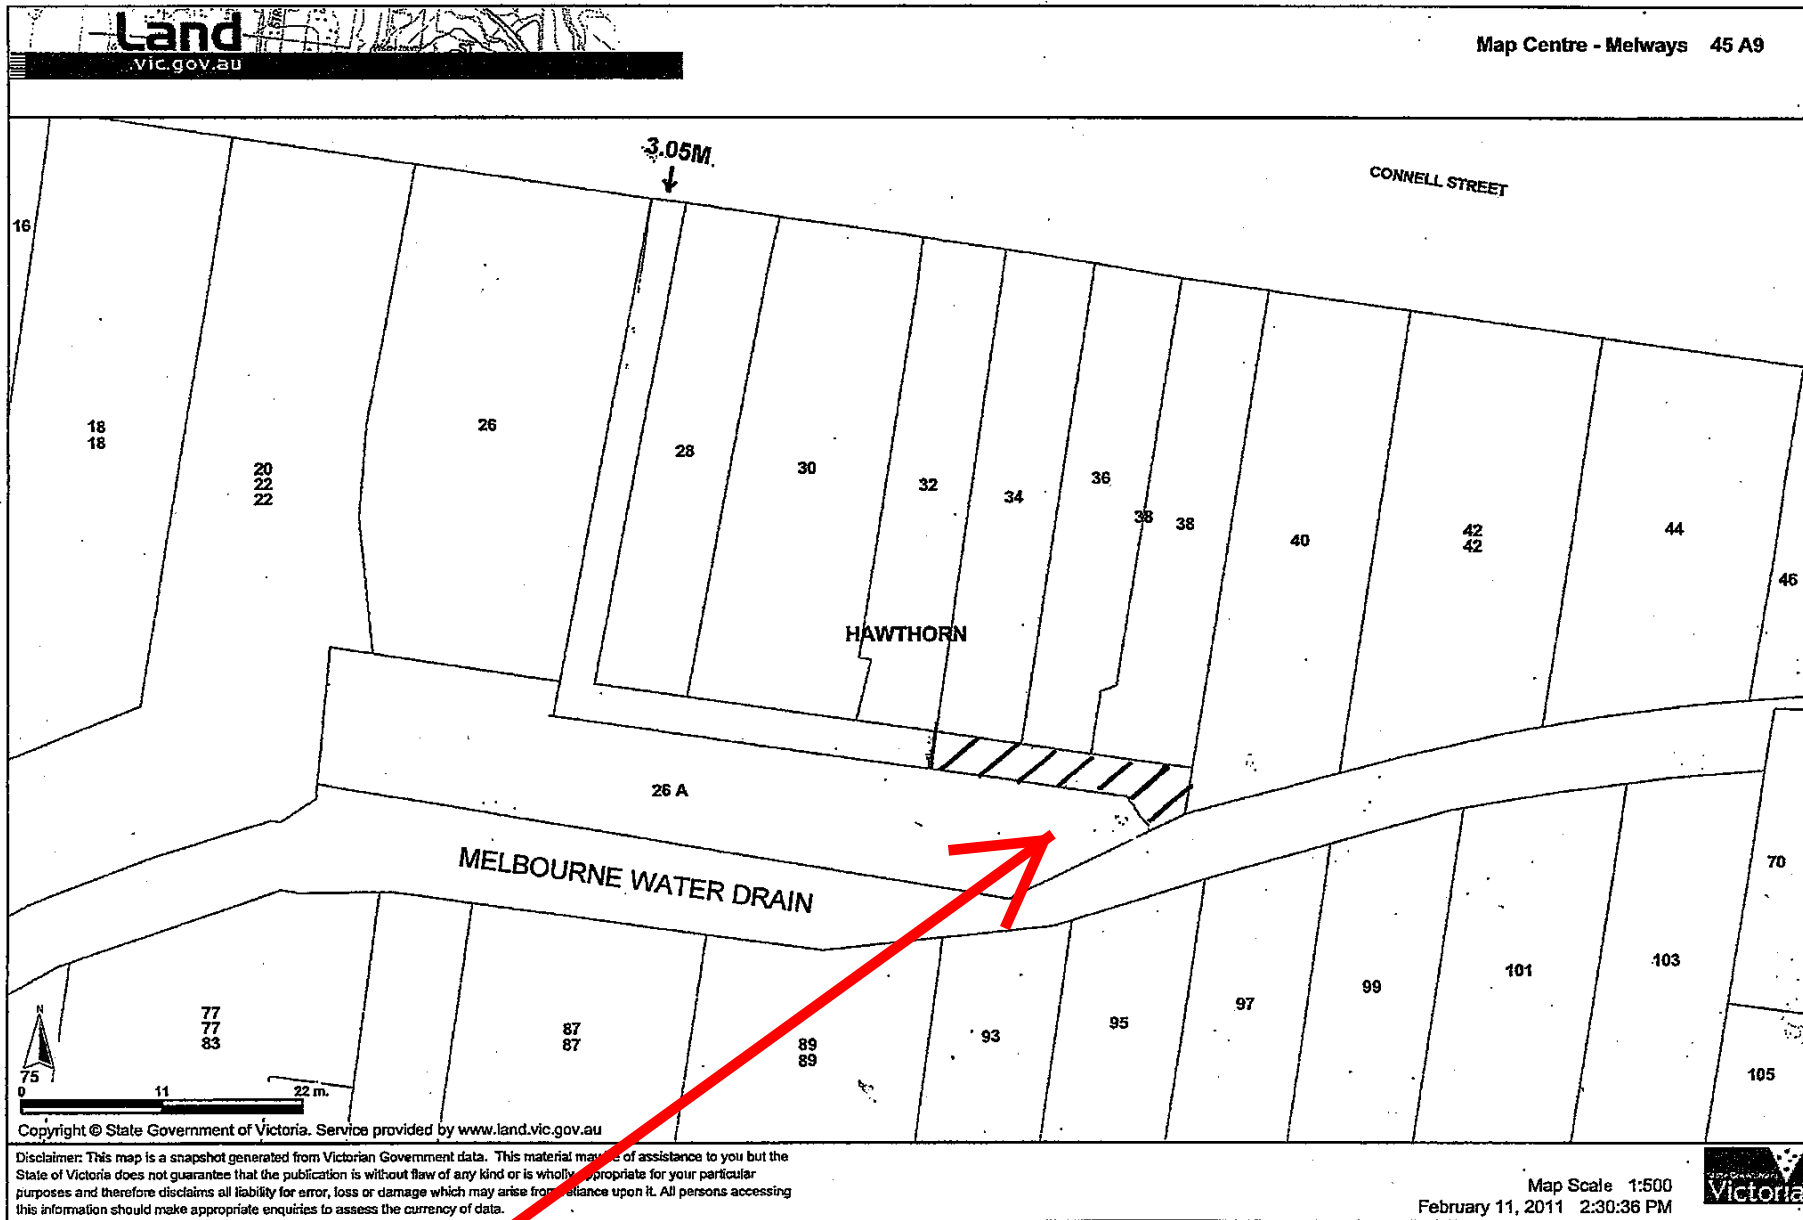 Land
.vic.gov.au
Map Centre - Melways 45 A9
3.05M.
CONNELL STREET
16
18
18
20
22
22
26
28
30
32
34
36
38
38
40
42
42
44
46
HAWTHORN
26 A
MELBOURNE WATER DRAIN
70
77
77
83
87
87
89
89
93
95
97
99
101
103
105
N
75
0 11 22 m.
Copyright © State Government of Victoria. Service provided by www.land.vic.gov.au
Disclaimer: This map is a snapshot generated from Victorian Government data. This material may be of assistance to you but the
State of Victoria does not guarantee that the publication is without flaw of any kind or is wholly appropriate for your particular
purposes and therefore disclaims all liability for error, loss or damage which may arise from reliance upon it. All persons accessing
this information should make appropriate enquiries to assess the currency of data.
Map Scale 1:500
February 11, 2011 2:30:36 PM
Victoria